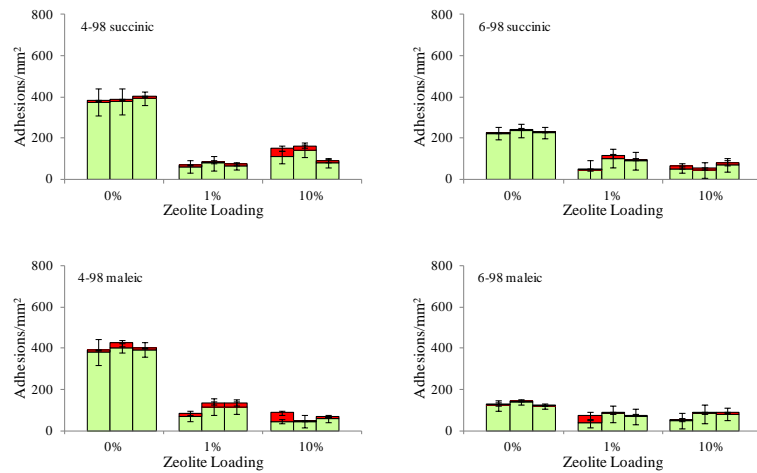 4-98 succinic
Adhesions/mm²
800
600
400
200
0
0% 1% 10%
Zeolite Loading
6-98 succinic
Adhesions/mm²
800
600
400
200
0
0% 1% 10%
Zeolite Loading
4-98 maleic
Adhesions/mm²
800
600
400
200
0
0% 1% 10%
Zeolite Loading
6-98 maleic
Adhesions/mm²
800
600
400
200
0
0% 1% 10%
Zeolite Loading